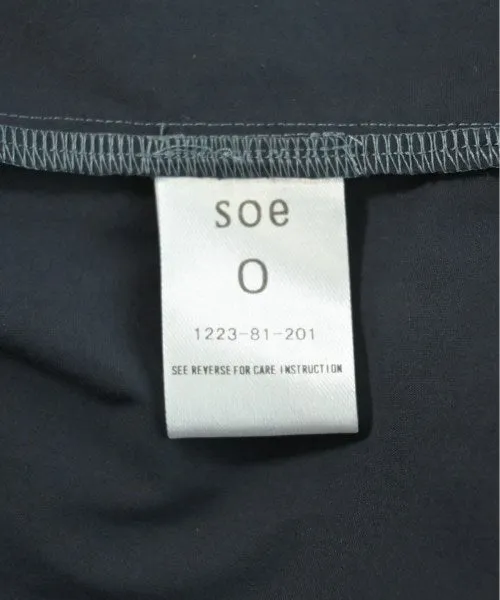 soe
0
1223-81-201
SEE REVERSE FOR CARE INSTRUCTION